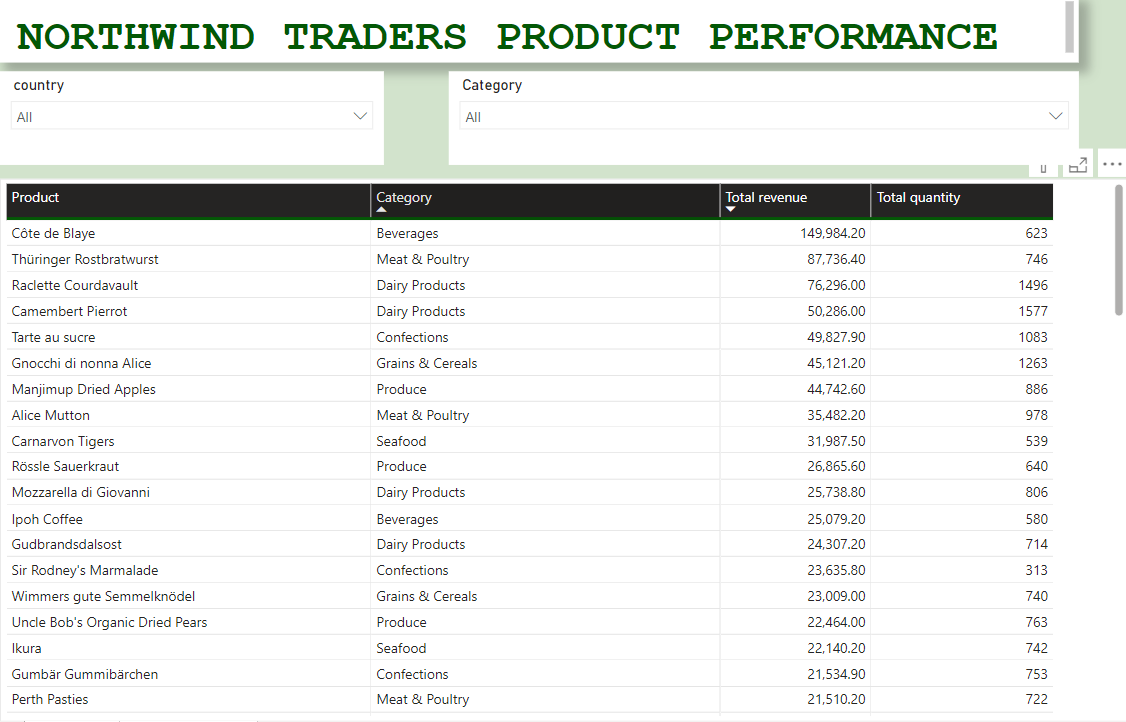 NORTHWIND TRADERS PRODUCT PERFORMANCE
country Category
All All
Product Category Total revenue Total quantity
Côte de Blaye Beverages 149,984.20 623
Thüringer Rostbratwurst Meat & Poultry 87,736.40 746
Raclette Courdavault Dairy Products 76,296.00 1496
Camembert Pierrot Dairy Products 50,286.00 1577
Tarte au sucre Confections 49,827.90 1083
Gnocchi di nonna Alice Grains & Cereals 45,121.20 1263
Manjimup Dried Apples Produce 44,742.60 886
Alice Mutton Meat & Poultry 35,482.20 978
Carnarvon Tigers Seafood 31,987.50 539
Rössle Sauerkraut Produce 26,865.60 640
Mozzarella di Giovanni Dairy Products 25,738.80 806
Ipoh Coffee Beverages 25,079.20 580
Gudbrandsdalsost Dairy Products 24,307.20 714
Sir Rodney's Marmalade Confections 23,635.80 313
Wimmers gute Semmelknödel Grains & Cereals 23,009.00 740
Uncle Bob's Organic Dried Pears Produce 22,464.00 763
Ikura Seafood 22,140.20 742
Gumbär Gummibärchen Confections 21,534.90 753
Perth Pasties Meat & Poultry 21,510.20 722